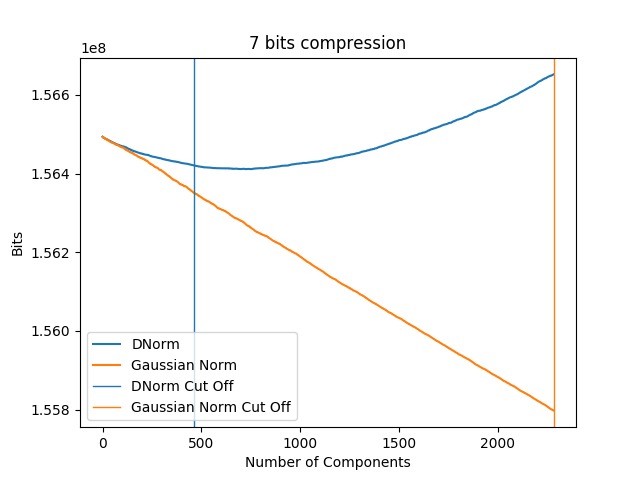 7 bits compression
1e8
1.566
1.564
1.562
1.560
1.558
Bits
DNorm
Gaussian Norm
DNorm Cut Off
Gaussian Norm Cut Off
0 500 1000 1500 2000
Number of Components